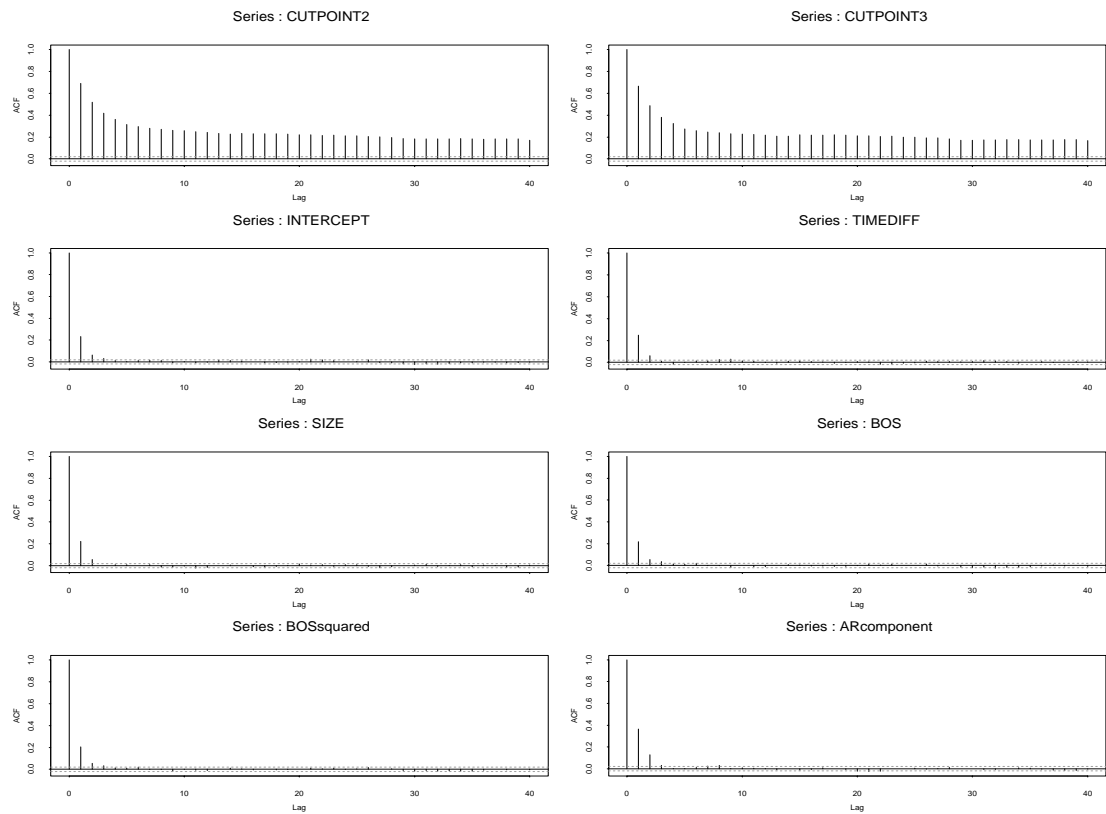 Series : CUTPOINT2
ACF
0.0 0.2 0.4 0.6 0.8 1.0
0 10 20 30 40
Lag
Series : CUTPOINT3
ACF
0.0 0.2 0.4 0.6 0.8 1.0
0 10 20 30 40
Lag
Series : INTERCEPT
ACF
0.0 0.2 0.4 0.6 0.8 1.0
0 10 20 30 40
Lag
Series : TIMEDIFF
ACF
0.0 0.2 0.4 0.6 0.8 1.0
0 10 20 30 40
Lag
Series : SIZE
ACF
0.0 0.2 0.4 0.6 0.8 1.0
0 10 20 30 40
Lag
Series : BOS
ACF
0.0 0.2 0.4 0.6 0.8 1.0
0 10 20 30 40
Lag
Series : BOSsquared
ACF
0.0 0.2 0.4 0.6 0.8 1.0
0 10 20 30 40
Lag
Series : ARcomponent
ACF
0.0 0.2 0.4 0.6 0.8 1.0
0 10 20 30 40
Lag